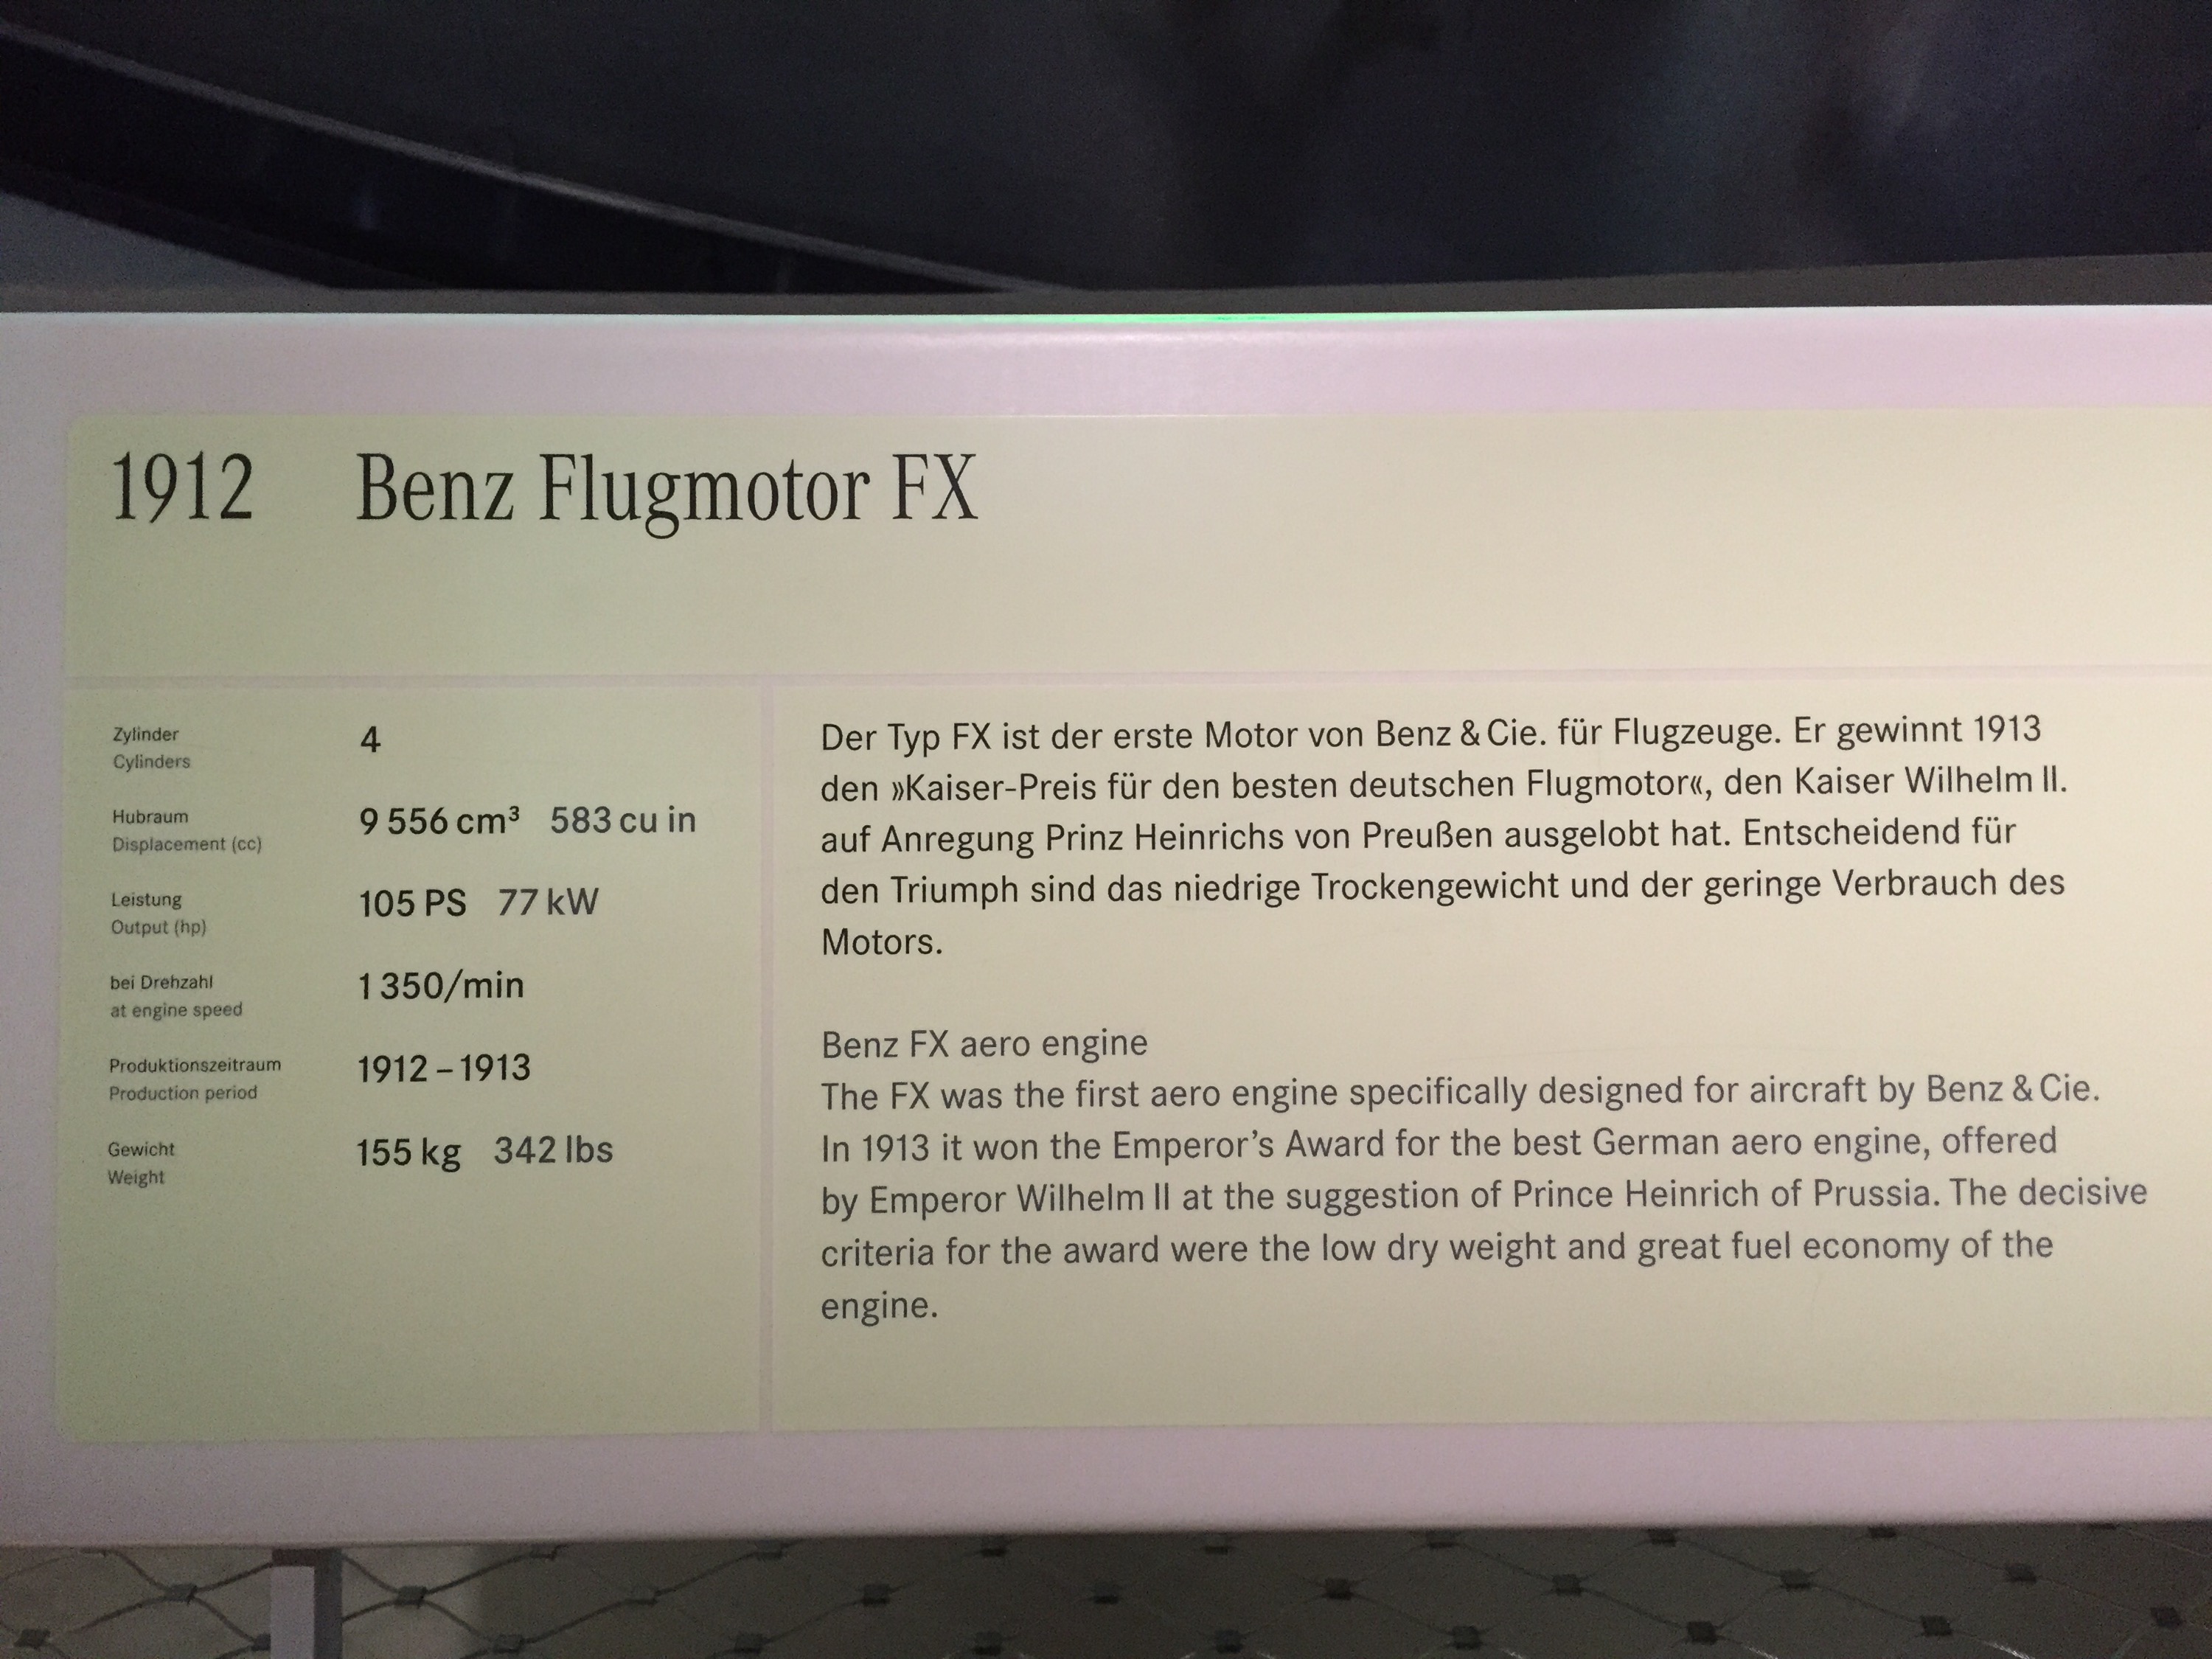 1912 Benz Flugmotor FX
Zylinder 4
Cylinders
Hubraum 9 556 cm³ 583 cu in
Displacement (cc)
Leistung 105 PS 77 kW
Output (hp)
bei Drehzahl 1 350/min
at engine speed
Produktionszeitraum 1912 – 1913
Production period
Gewicht 155 kg 342 lbs
Weight
Der Typ FX ist der erste Motor von Benz & Cie. für Flugzeuge. Er gewinnt 1913
den »Kaiser-Preis für den besten deutschen Flugmotor«, den Kaiser Wilhelm II.
auf Anregung Prinz Heinrichs von Preußen ausgelobt hat. Entscheidend für
den Triumph sind das niedrige Trockengewicht und der geringe Verbrauch des
Motors.
Benz FX aero engine
The FX was the first aero engine specifically designed for aircraft by Benz & Cie.
In 1913 it won the Emperor’s Award for the best German aero engine, offered
by Emperor Wilhelm II at the suggestion of Prince Heinrich of Prussia. The decisive
criteria for the award were the low dry weight and great fuel economy of the
engine.